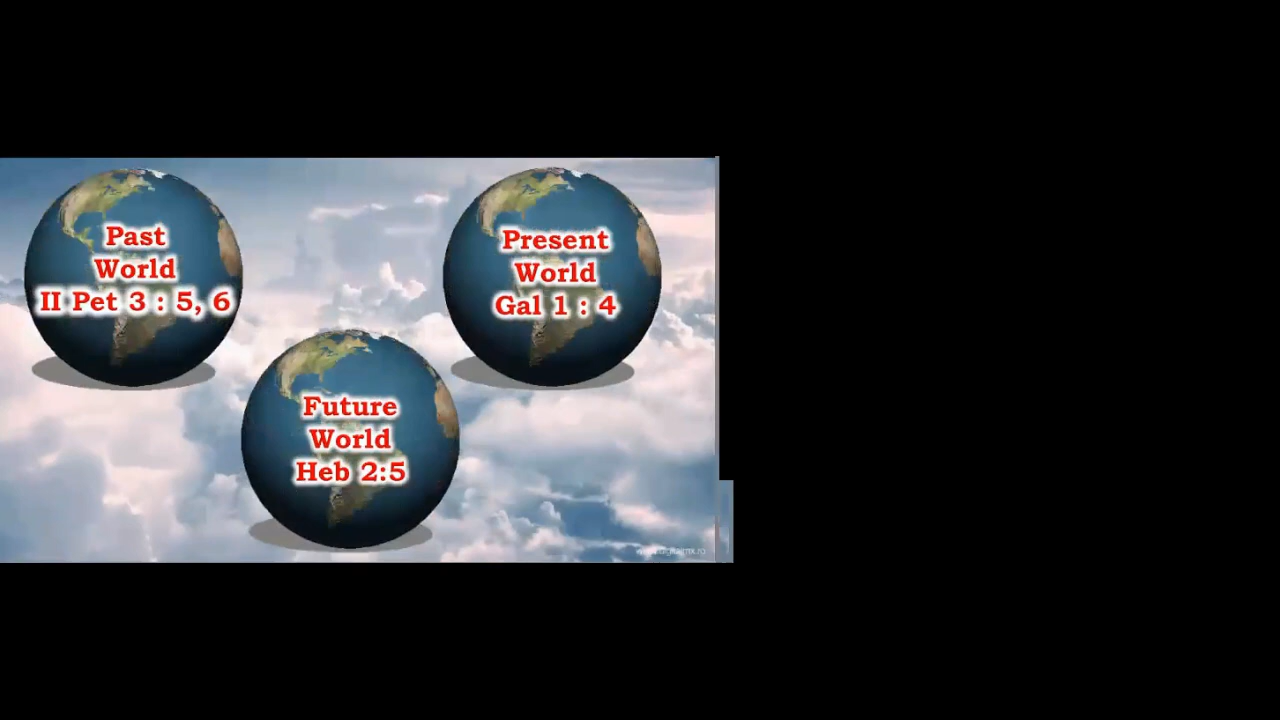 Past
World
II Pet 3 : 5, 6
Present
World
Gal 1 : 4
Future
World
Heb 2:5